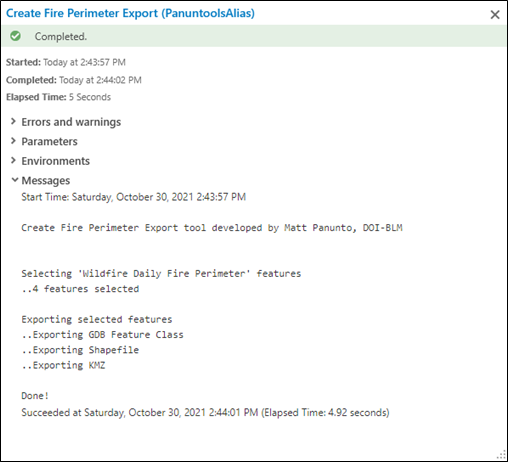 Create Fire Perimeter Export (PanuntoolsAlias)
Completed.
Started: Today at 2:43:57 PM
Completed: Today at 2:44:02 PM
Elapsed Time: 5 Seconds
Errors and warnings
Parameters
Environments
Messages
Start Time: Saturday, October 30, 2021 2:43:57 PM
Create Fire Perimeter Export tool developed by Matt Panunto, DOI-BLM
Selecting 'Wildfire Daily Fire Perimeter' features
..4 features selected
Exporting selected features
..Exporting GDB Feature Class
..Exporting Shapefile
..Exporting KMZ
Done!
Succeeded at Saturday, October 30, 2021 2:44:01 PM (Elapsed Time: 4.92 seconds)